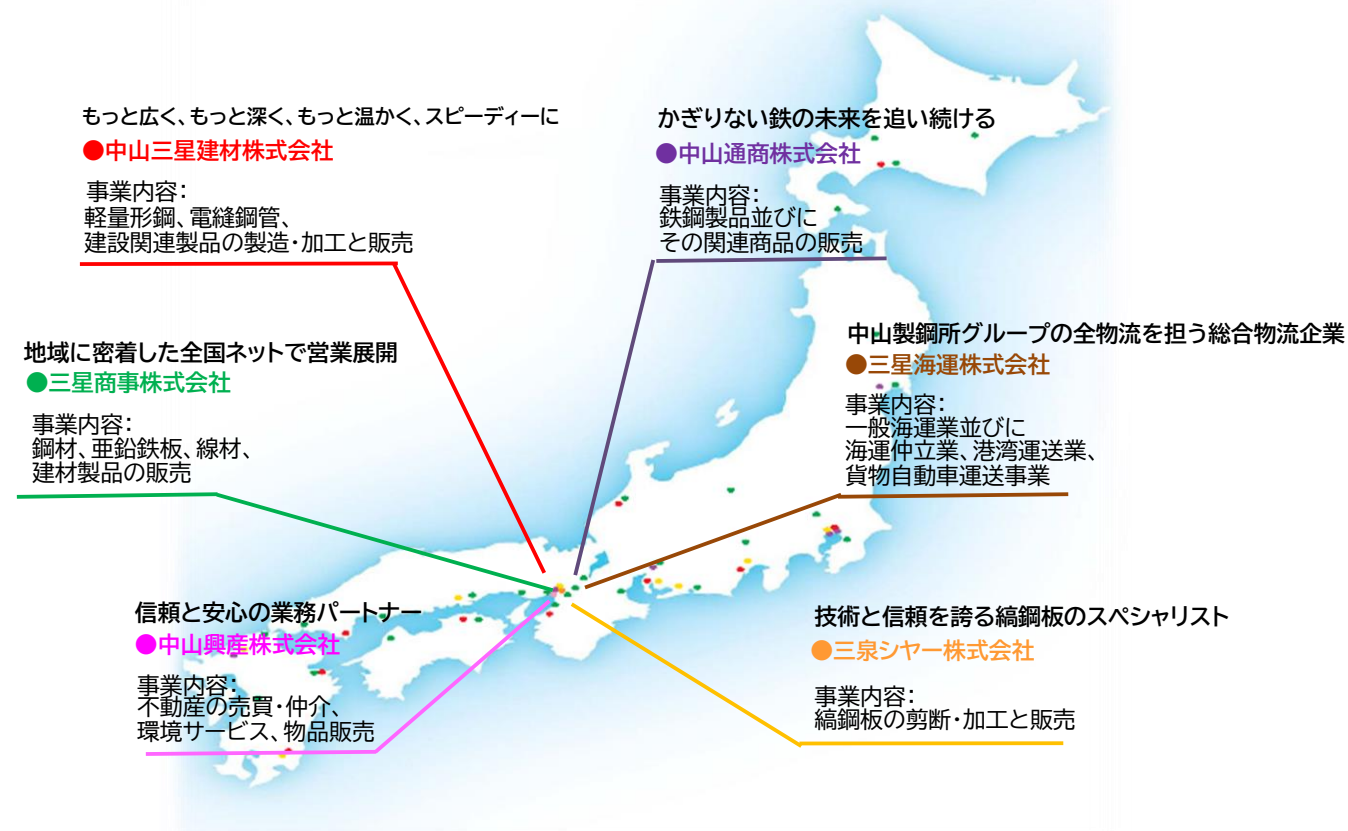 もっと広く、もっと深く、もっと温かく、スピーディーに
●中山三星建材株式会社
事業内容：
軽量形鋼、電縫鋼管、
建設関連製品の製造・加工と販売
かぎりない鉄の未来を追い続ける
●中山通商株式会社
事業内容：
鉄鋼製品並びに
その関連商品の販売
地域に密着した全国ネットで営業展開
●三星商事株式会社
事業内容：
鋼材、亜鉛鉄板、線材、
建材製品の販売
中山製鋼所グループの全物流を担う総合物流企業
●三星海運株式会社
事業内容：
一般海運業並びに
海運仲立業、港湾運送業、
貨物自動車運送事業
信頼と安心の業務パートナー
●中山興産株式会社
事業内容：
不動産の売買・仲介、
環境サービス、物品販売
技術と信頼を誇る縞鋼板のスペシャリスト
●三泉シヤー株式会社
事業内容：
縞鋼板の剪断・加工と販売